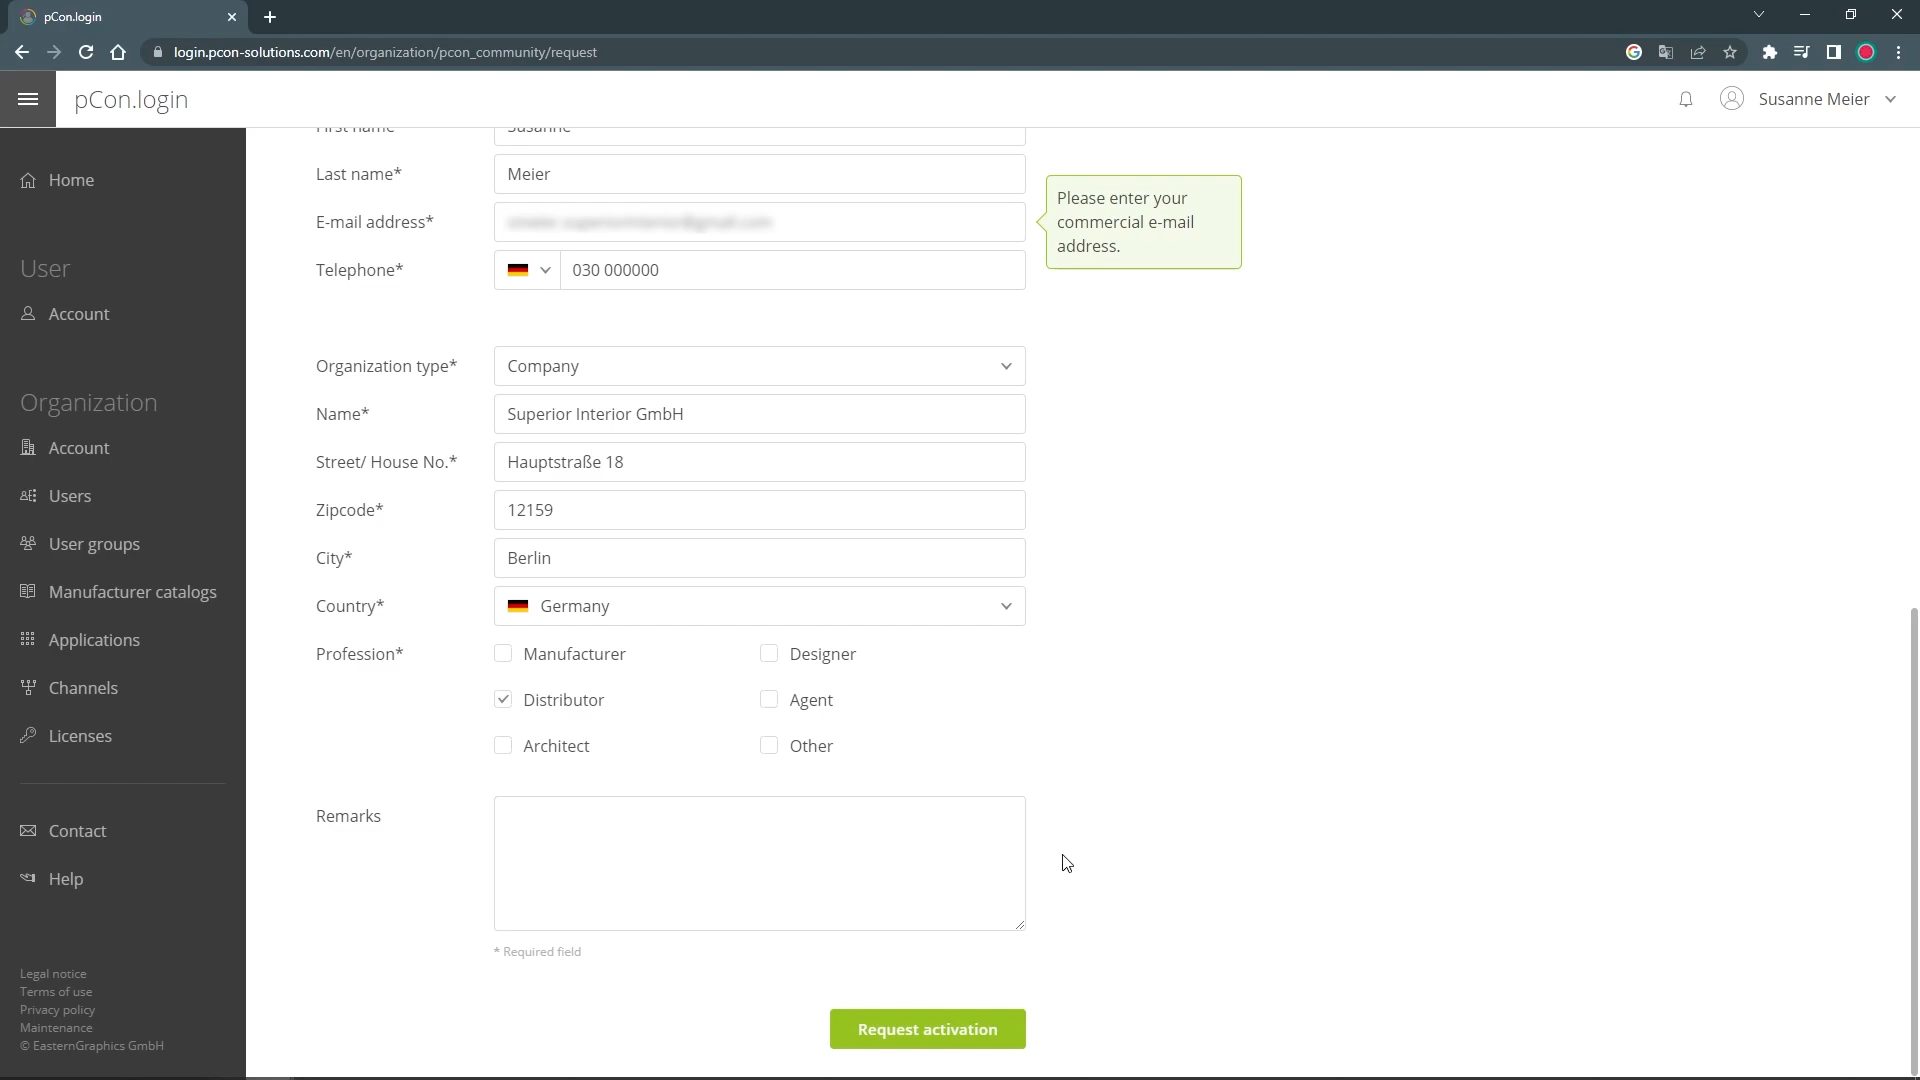 pCon.login
login.pcon-solutions.com/en/organization/pcon_community/request
pCon.login
Susanne Meier
Home
User
Account
Organization
Account
Users
User groups
Manufacturer catalogs
Applications
Channels
Licenses
Contact
Help
Legal notice
Terms of use
Privacy policy
Maintenance
© EasternGraphics GmbH
First name
Susanne
Last name*
Meier
E-mail address*
Please enter your
commercial e-mail
address.
Telephone*
030 000000
Organization type*
Company
Name*
Superior Interior GmbH
Street/ House No.*
Hauptstraße 18
Zipcode*
12159
City*
Berlin
Country*
Germany
Profession*
Manufacturer
Designer
Distributor
Agent
Architect
Other
Remarks
* Required field
Request activation